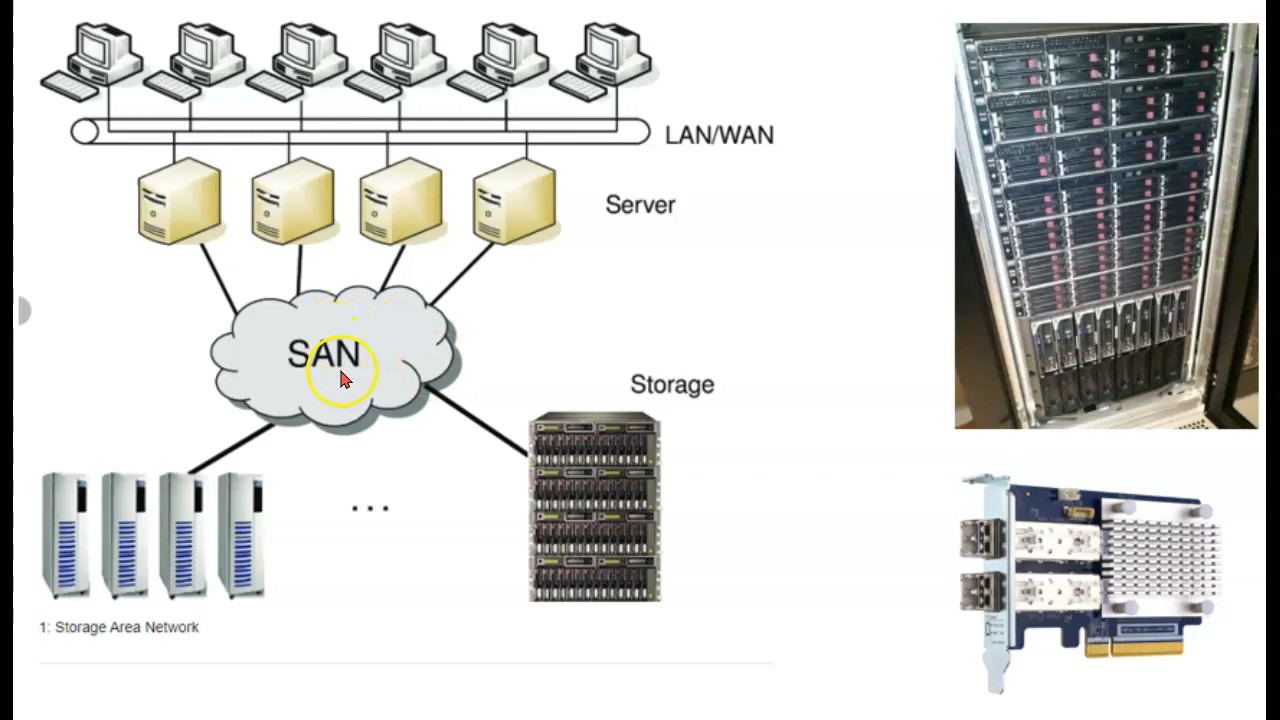 LAN/WAN
Server
SAN
Storage
...
1: Storage Area Network